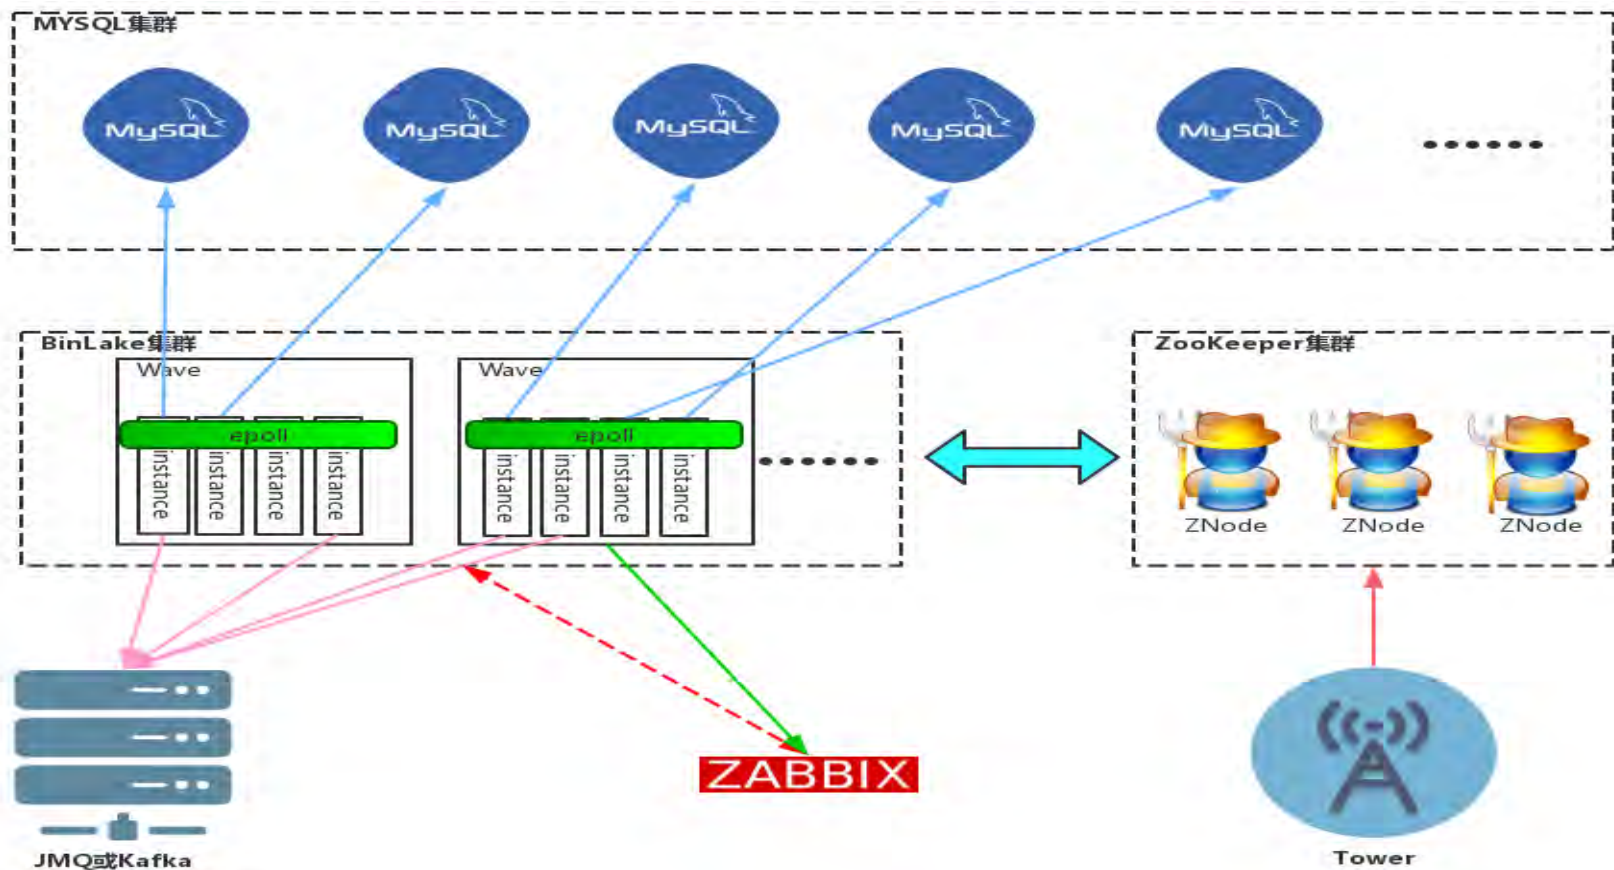 MYSQL集群
MySQL
MySQL
MySQL
MySQL
MySQL
BinLake集群
Wave
epoll
instance
instance
instance
instance
Wave
epoll
instance
instance
instance
instance
ZooKeeper集群
ZNode
ZNode
ZNode
ZABBIX
JMQ或Kafka
Tower